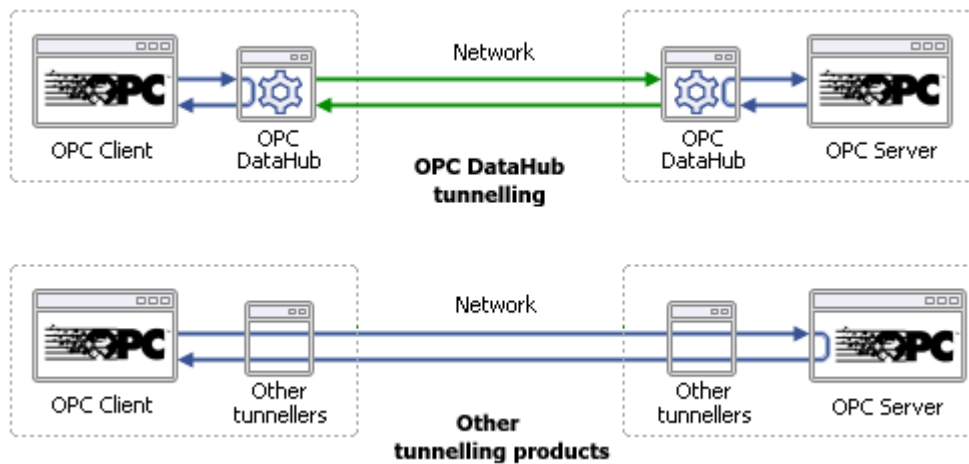 Network
OPC
OPC
OPC Client
OPC
DataHub
OPC
DataHub
OPC Server
OPC DataHub
tunnelling
Network
OPC
OPC
OPC Client
Other
tunnellers
Other
tunnellers
OPC Server
Other
tunnelling products